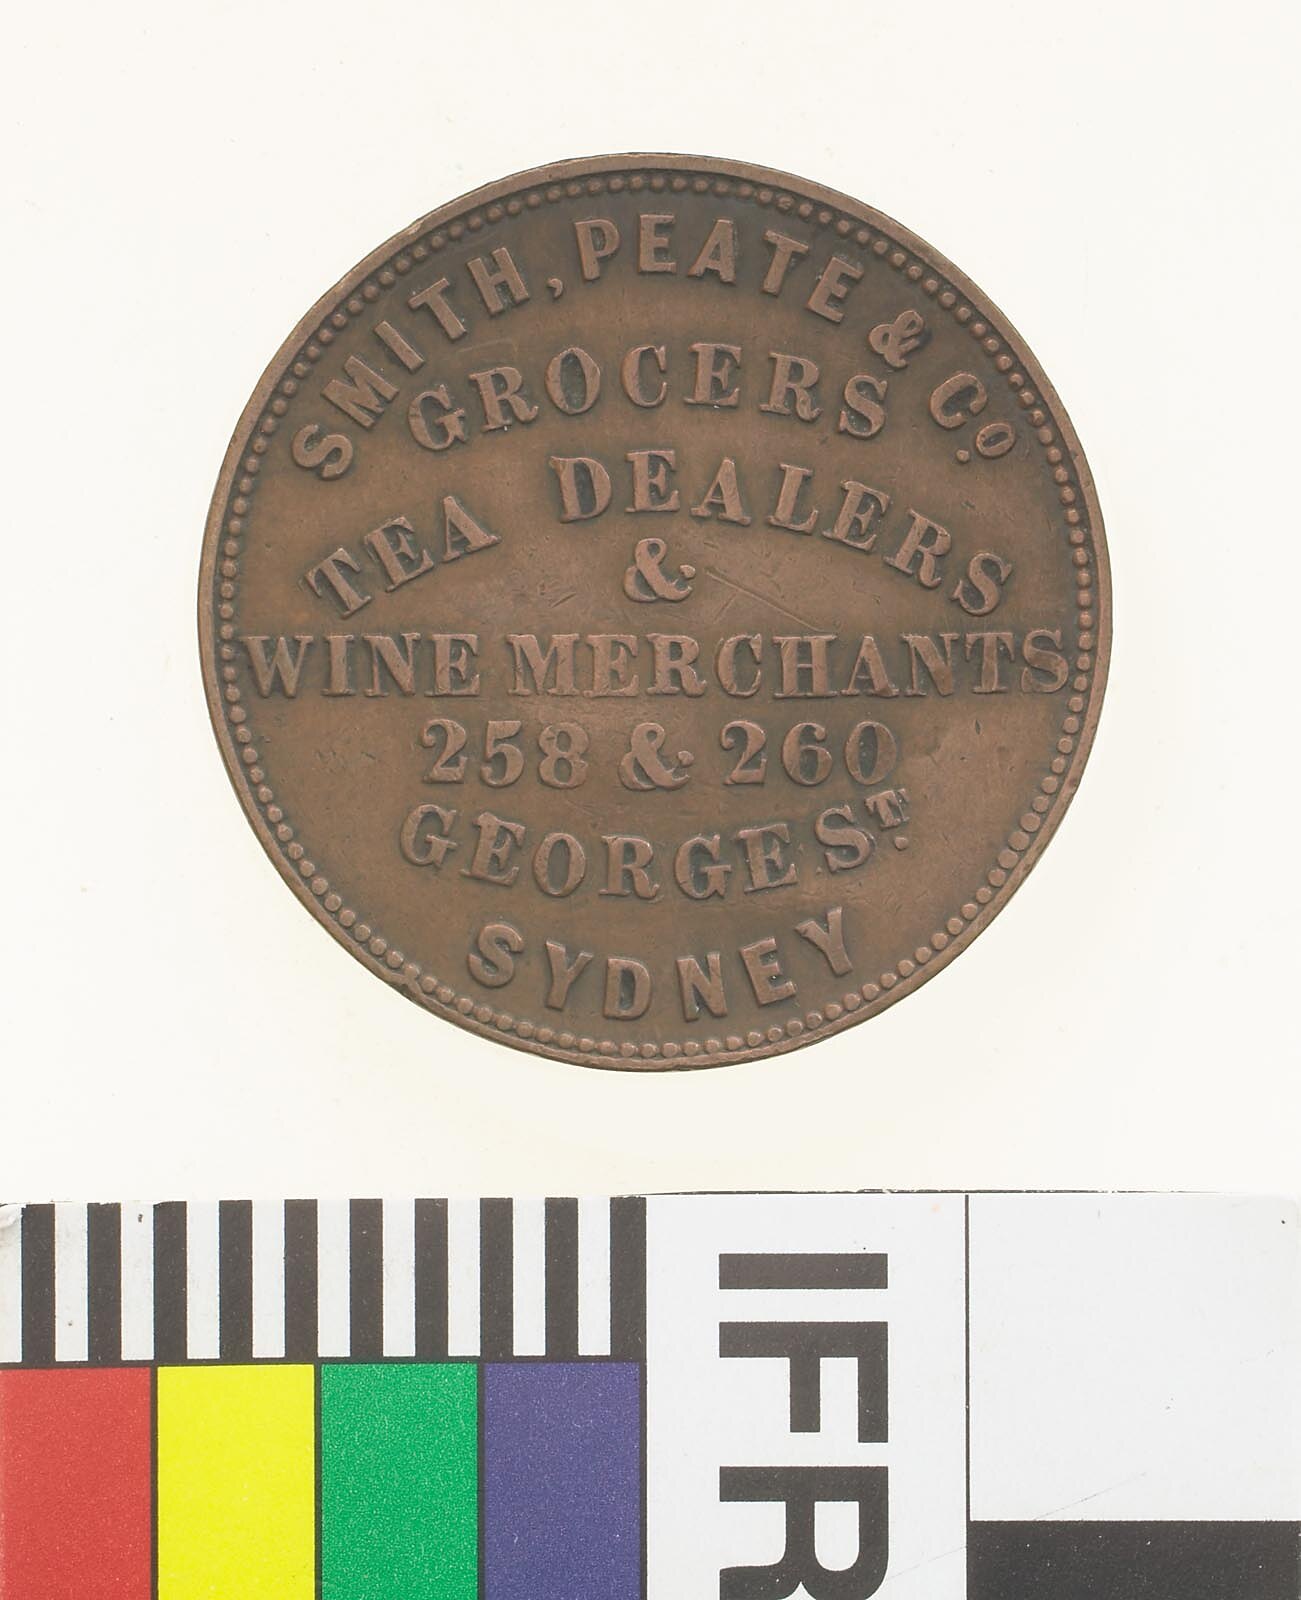 SMITH, PEATE & Co.
GROCERS
TEA DEALERS
&
WINE MERCHANTS
258 & 260
GEORGE ST.
SYDNEY
IFR